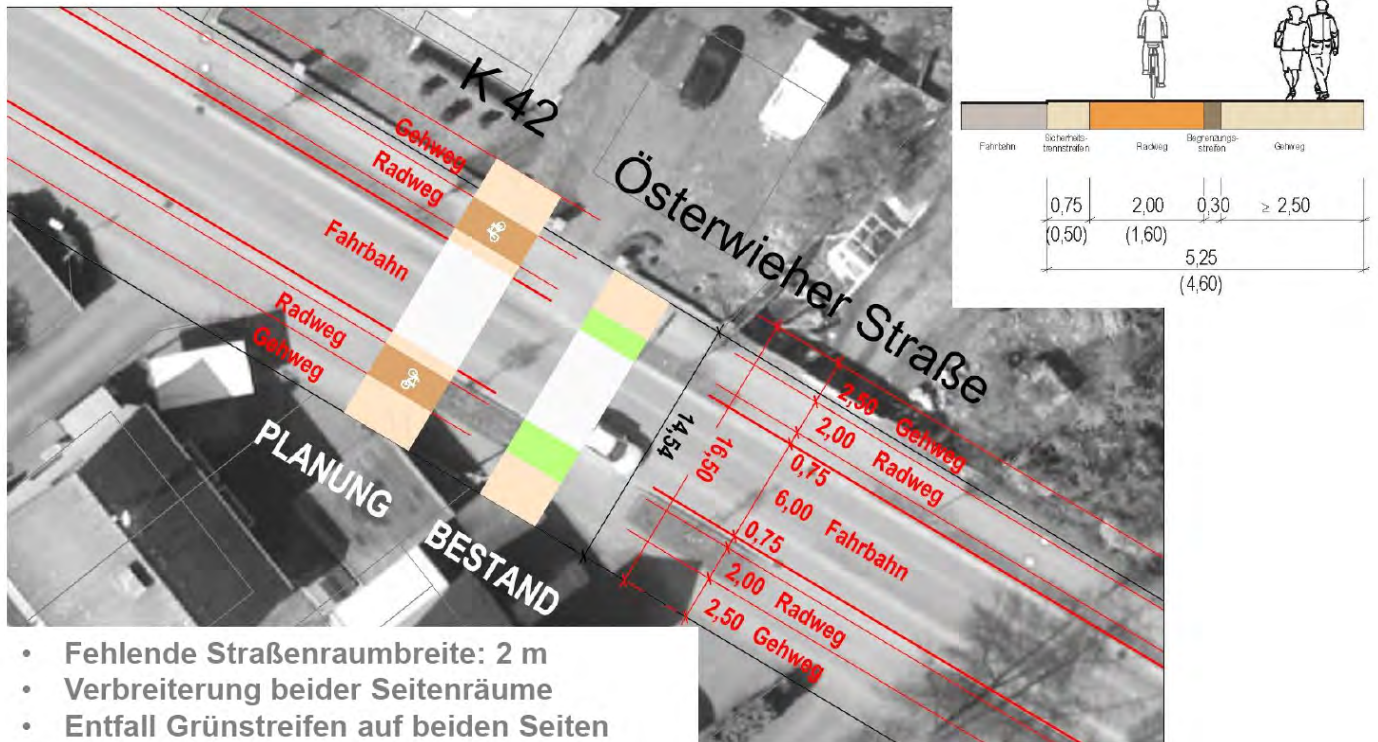 K 42
Österwieher Straße
Gehweg
Radweg
Fahrbahn
Radweg
Gehweg
PLANUNG
BESTAND
14,54
16,50
2,50 Gehweg
2,00 Radweg
0,75
6,00 Fahrbahn
0,75
2,00 Radweg
2,50 Gehweg
Fahrbahn
Sicherheits-
trennstreifen
Radweg
Begrenzungs-
streifen
Gehweg
0,75 2,00 0,30 ≥ 2,50
(0,50) (1,60)
5,25
(4,60)
• Fehlende Straßenraumbreite: 2 m
• Verbreiterung beider Seitenräume
• Entfall Grünstreifen auf beiden Seiten